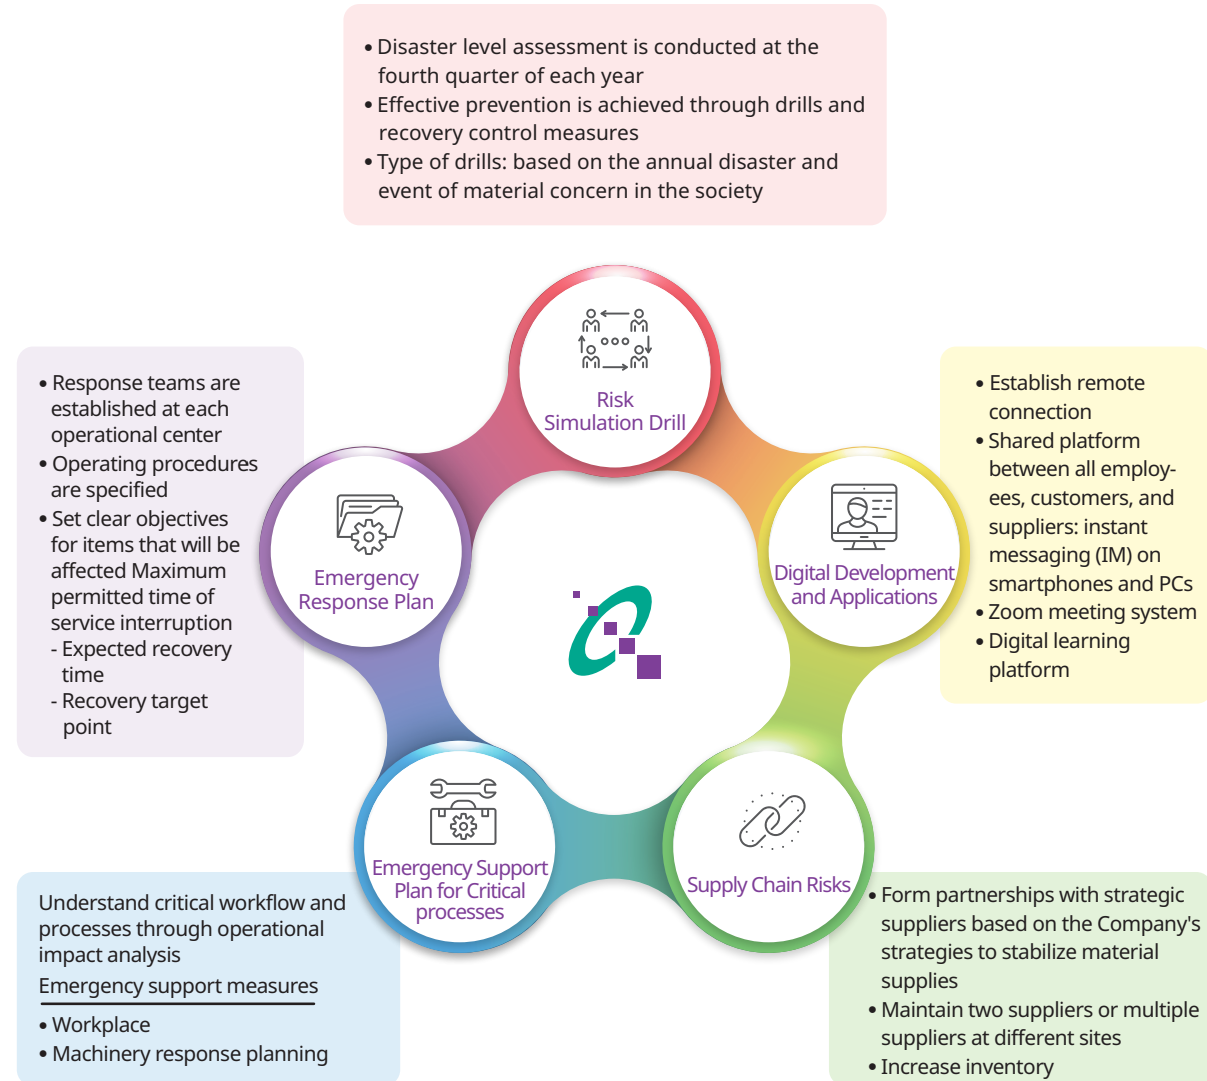 • Disaster level assessment is conducted at the
fourth quarter of each year
• Effective prevention is achieved through drills and
recovery control measures
• Type of drills: based on the annual disaster and
event of material concern in the society
Risk
Simulation Drill
• Response teams are
established at each
operational center
• Operating procedures
are specified
• Set clear objectives
for items that will be
affected Maximum
permitted time of
service interruption
- Expected recovery
time
- Recovery target
point
Emergency
Response Plan
Digital Development
and Applications
• Establish remote
connection
• Shared platform
between all employ-
ees, customers, and
suppliers: instant
messaging (IM) on
smartphones and PCs
• Zoom meeting system
• Digital learning
platform
Emergency Support
Plan for Critical
processes
Understand critical workflow and
processes through operational
impact analysis
Emergency support measures
• Workplace
• Machinery response planning
Supply Chain Risks
• Form partnerships with strategic
suppliers based on the Company's
strategies to stabilize material
supplies
• Maintain two suppliers or multiple
suppliers at different sites
• Increase inventory